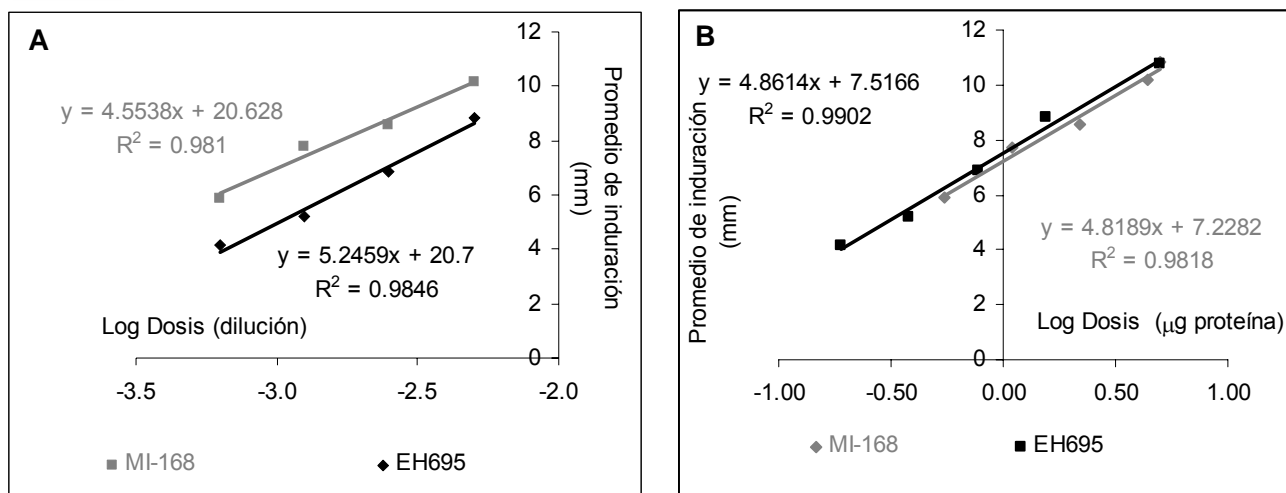 A
12
10
8
6
4
2
0
Promedio de induración
(mm)
y = 4.5538x + 20.628
R² = 0.981
y = 5.2459x + 20.7
R² = 0.9846
Log Dosis (dilución)
-3.5 -3.0 -2.5 -2.0
MI-168 EH695
B
12
10
8
6
4
2
0
Promedio de induración
(mm)
y = 4.8614x + 7.5166
R² = 0.9902
y = 4.8189x + 7.2282
R² = 0.9818
Log Dosis (μg proteína)
-1.00 -0.50 0.00 0.50 1.00
MI-168 EH695